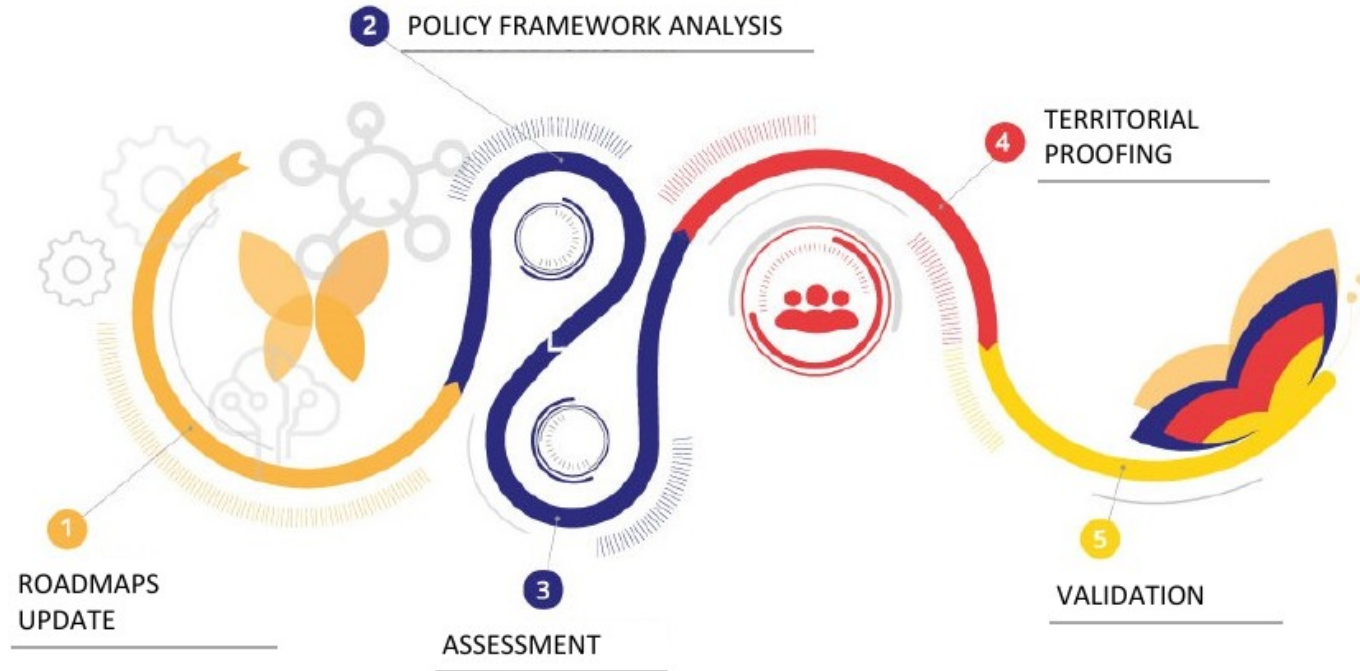 2 POLICY FRAMEWORK ANALYSIS
4 TERRITORIAL
PROOFING
1
ROADMAPS
UPDATE
3
ASSESSMENT
5
VALIDATION